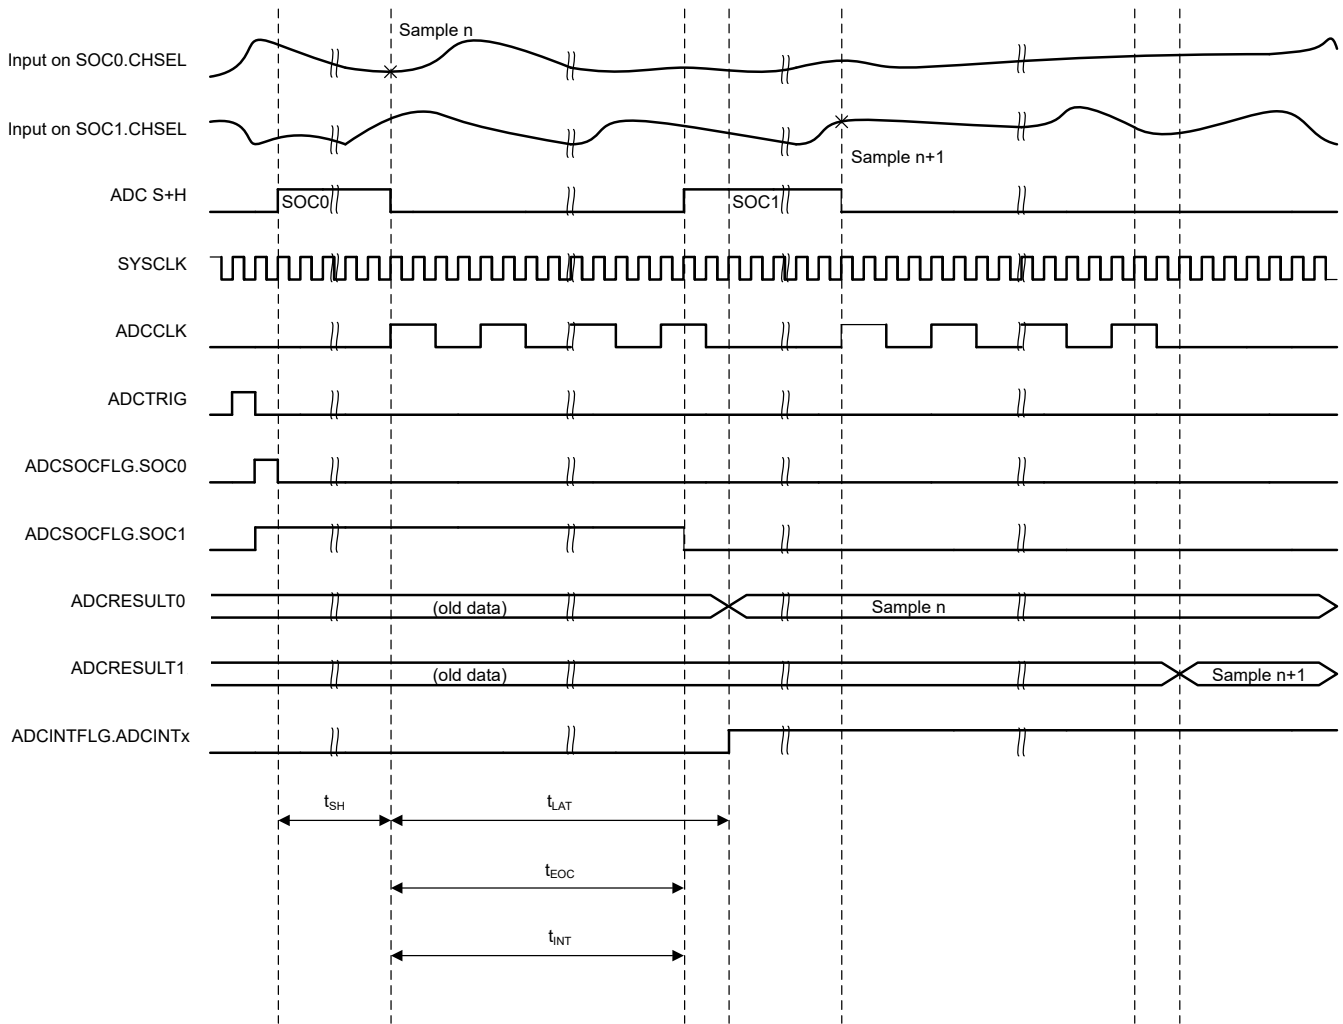 Sample n
Input on SOC0.CHSEL
Input on SOC1.CHSEL
Sample n+1
ADC S+H
SOC0
SOC1
SYSCLK
ADCCLK
ADCTRIG
ADCSOCFLG.SOC0
ADCSOCFLG.SOC1
ADCRESULT0
(old data)
Sample n
ADCRESULT1
(old data)
Sample n+1
ADCINTFLG.ADCINTx
tSH
tLAT
tEOC
tINT